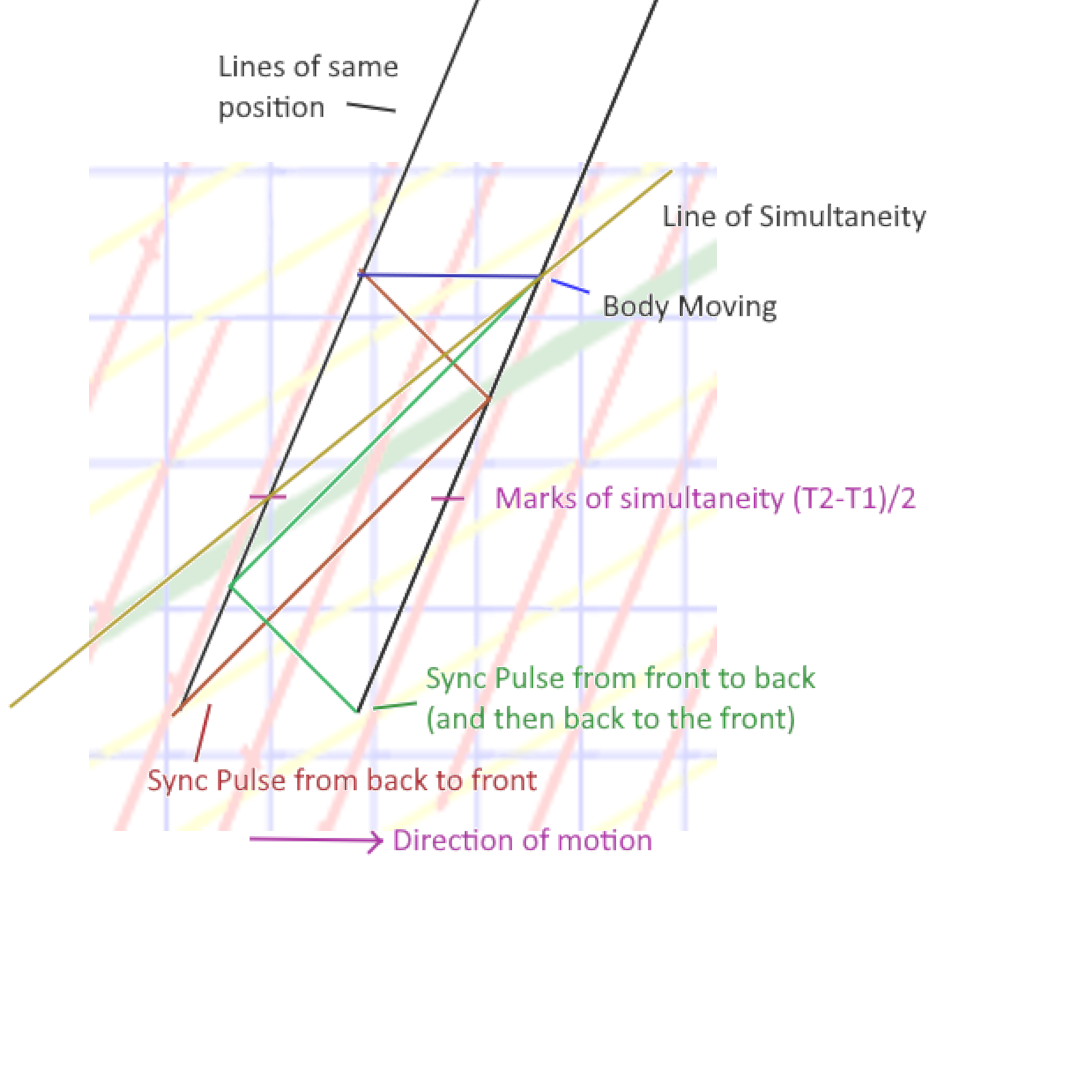 Lines of same
position
Line of Simultaneity
Body Moving
Marks of simultaneity (T2-T1)/2
Sync Pulse from front to back
(and then back to the front)
Sync Pulse from back to front
Direction of motion